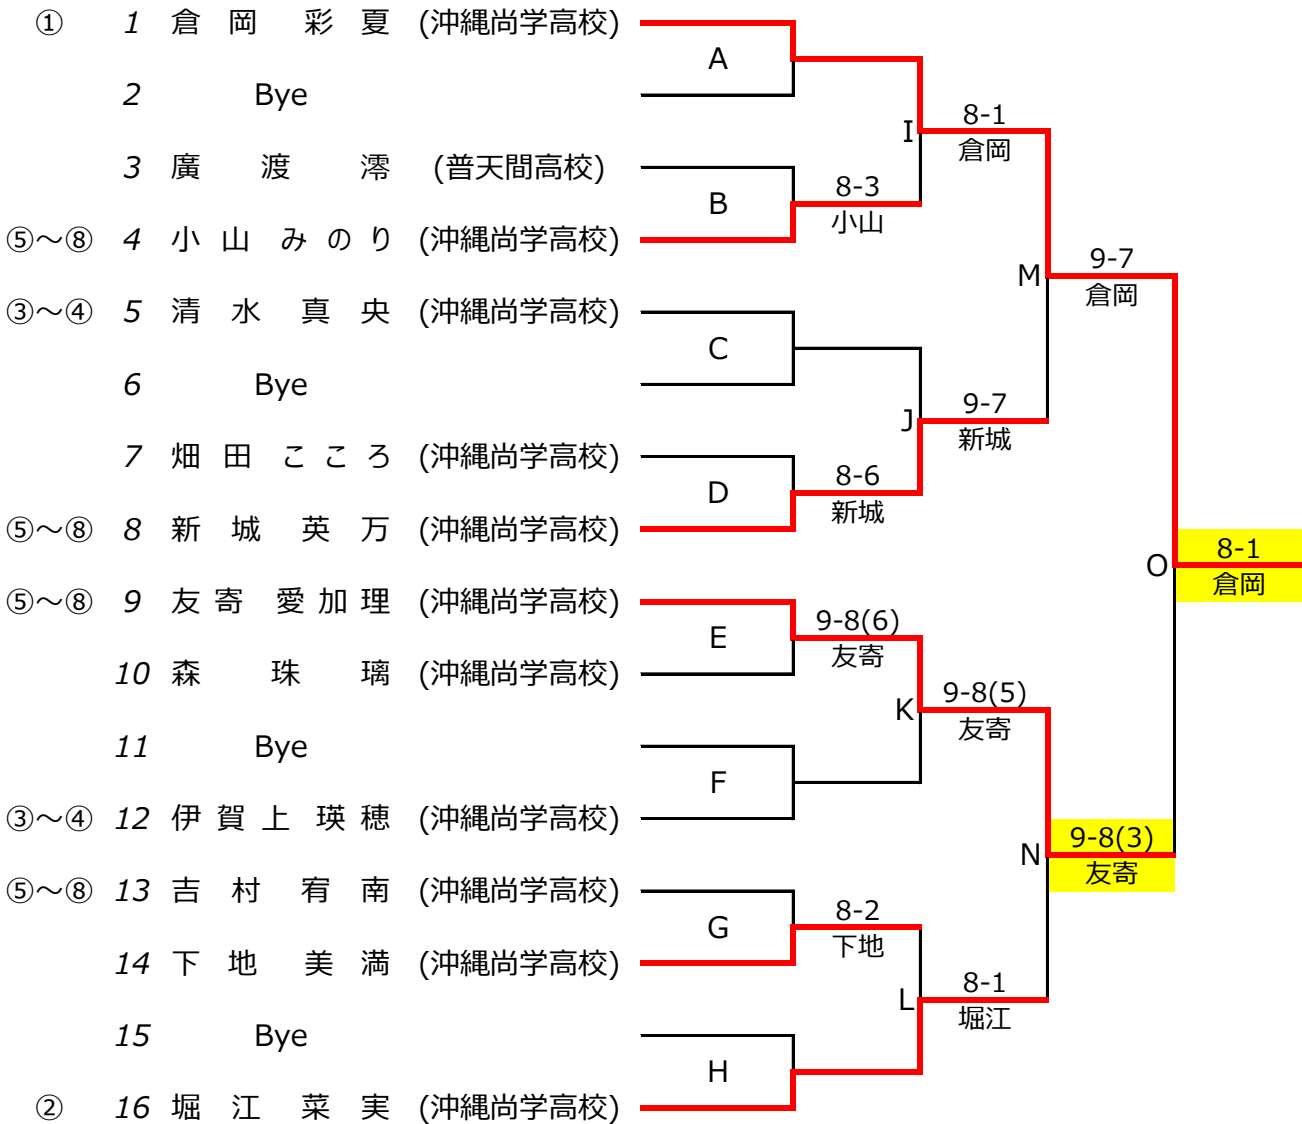 ① 1 倉岡 彩夏 (沖縄尚学高校)
A
2 Bye
8-1
I
倉岡
3 廣渡 澪 (普天間高校)
8-3
B
小山
⑤～⑧ 4 小山 みのり (沖縄尚学高校)
9-7
M
倉岡
③～④ 5 清水 真央 (沖縄尚学高校)
C
6 Bye
9-7
J
新城
7 畑田 こころ (沖縄尚学高校)
8-6
D
新城
⑤～⑧ 8 新城 英万 (沖縄尚学高校)
8-1
O
倉岡
⑤～⑧ 9 友寄 愛加理 (沖縄尚学高校)
9-8(6)
E
友寄
10 森 珠璃 (沖縄尚学高校)
9-8(5)
K
友寄
11 Bye
F
③～④ 12 伊賀上 瑛穂 (沖縄尚学高校)
9-8(3)
N
友寄
⑤～⑧ 13 吉村 宥南 (沖縄尚学高校)
8-2
G
下地
14 下地 美満 (沖縄尚学高校)
8-1
L
堀江
15 Bye
H
② 16 堀江 菜実 (沖縄尚学高校)